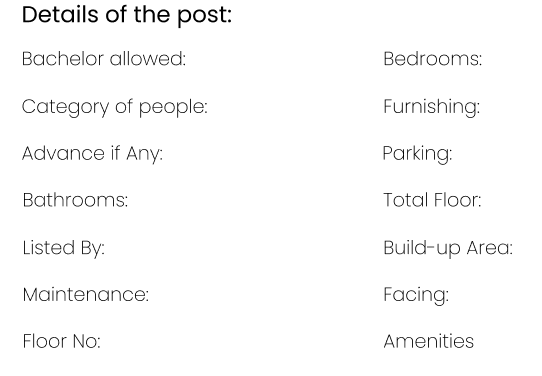 Details of the post:
Bachelor allowed: Bedrooms:
Category of people: Furnishing:
Advance if Any: Parking:
Bathrooms: Total Floor:
Listed By: Build-up Area:
Maintenance: Facing:
Floor No: Amenities